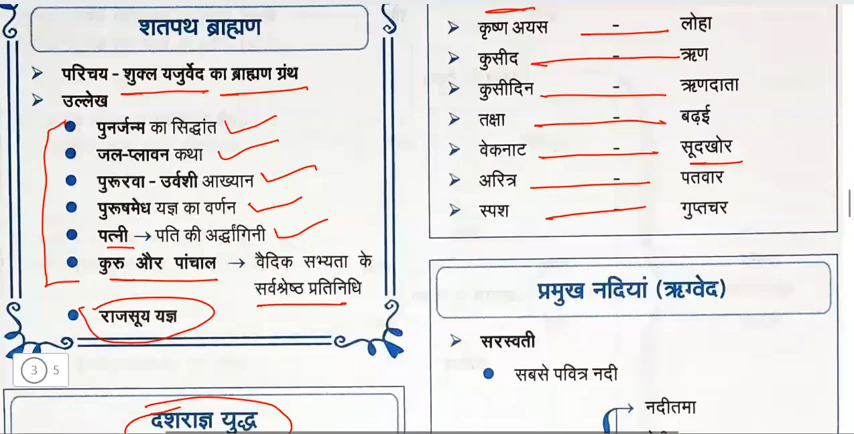 शतपथ ब्राह्मण
परिचय - शुक्ल यजुर्वेद का ब्राह्मण ग्रंथ
उल्लेख
पुनर्जन्म का सिद्धांत
जल-प्लावन कथा
पुरूरवा - उर्वशी आख्यान
पुरूषमेध यज्ञ का वर्णन
पत्नी → पति की अर्द्धांगिनी
कुरु और पांचाल → वैदिक सभ्यता के
सर्वश्रेष्ठ प्रतिनिधि
राजसूय यज्ञ
3 5
दशराज्ञ युद्ध
कृष्ण अयस - लोहा
कुसीद - ऋण
कुसीदिन - ऋणदाता
तक्षा - बढ़ई
वेकनाट - सूदखोर
अरित्र - पतवार
स्पश - गुप्तचर
प्रमुख नदियां (ऋग्वेद)
सरस्वती
सबसे पवित्र नदी
नदीतमा